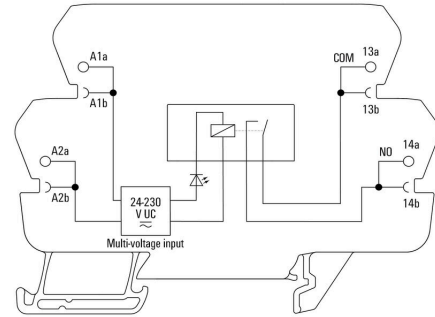 A1a
A1b
A2a
A2b
24-230
V UC
Multi-voltage input
COM 13a
13b
14a
NO
14b